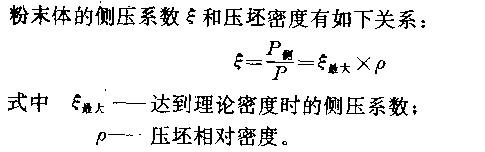 粉末体的侧压系数 ξ 和压坯密度有如下关系：
ξ=P侧/P=ξ最大×ρ
式中 ξ最大——达到理论密度时的侧压系数；
ρ——压坯相对密度。